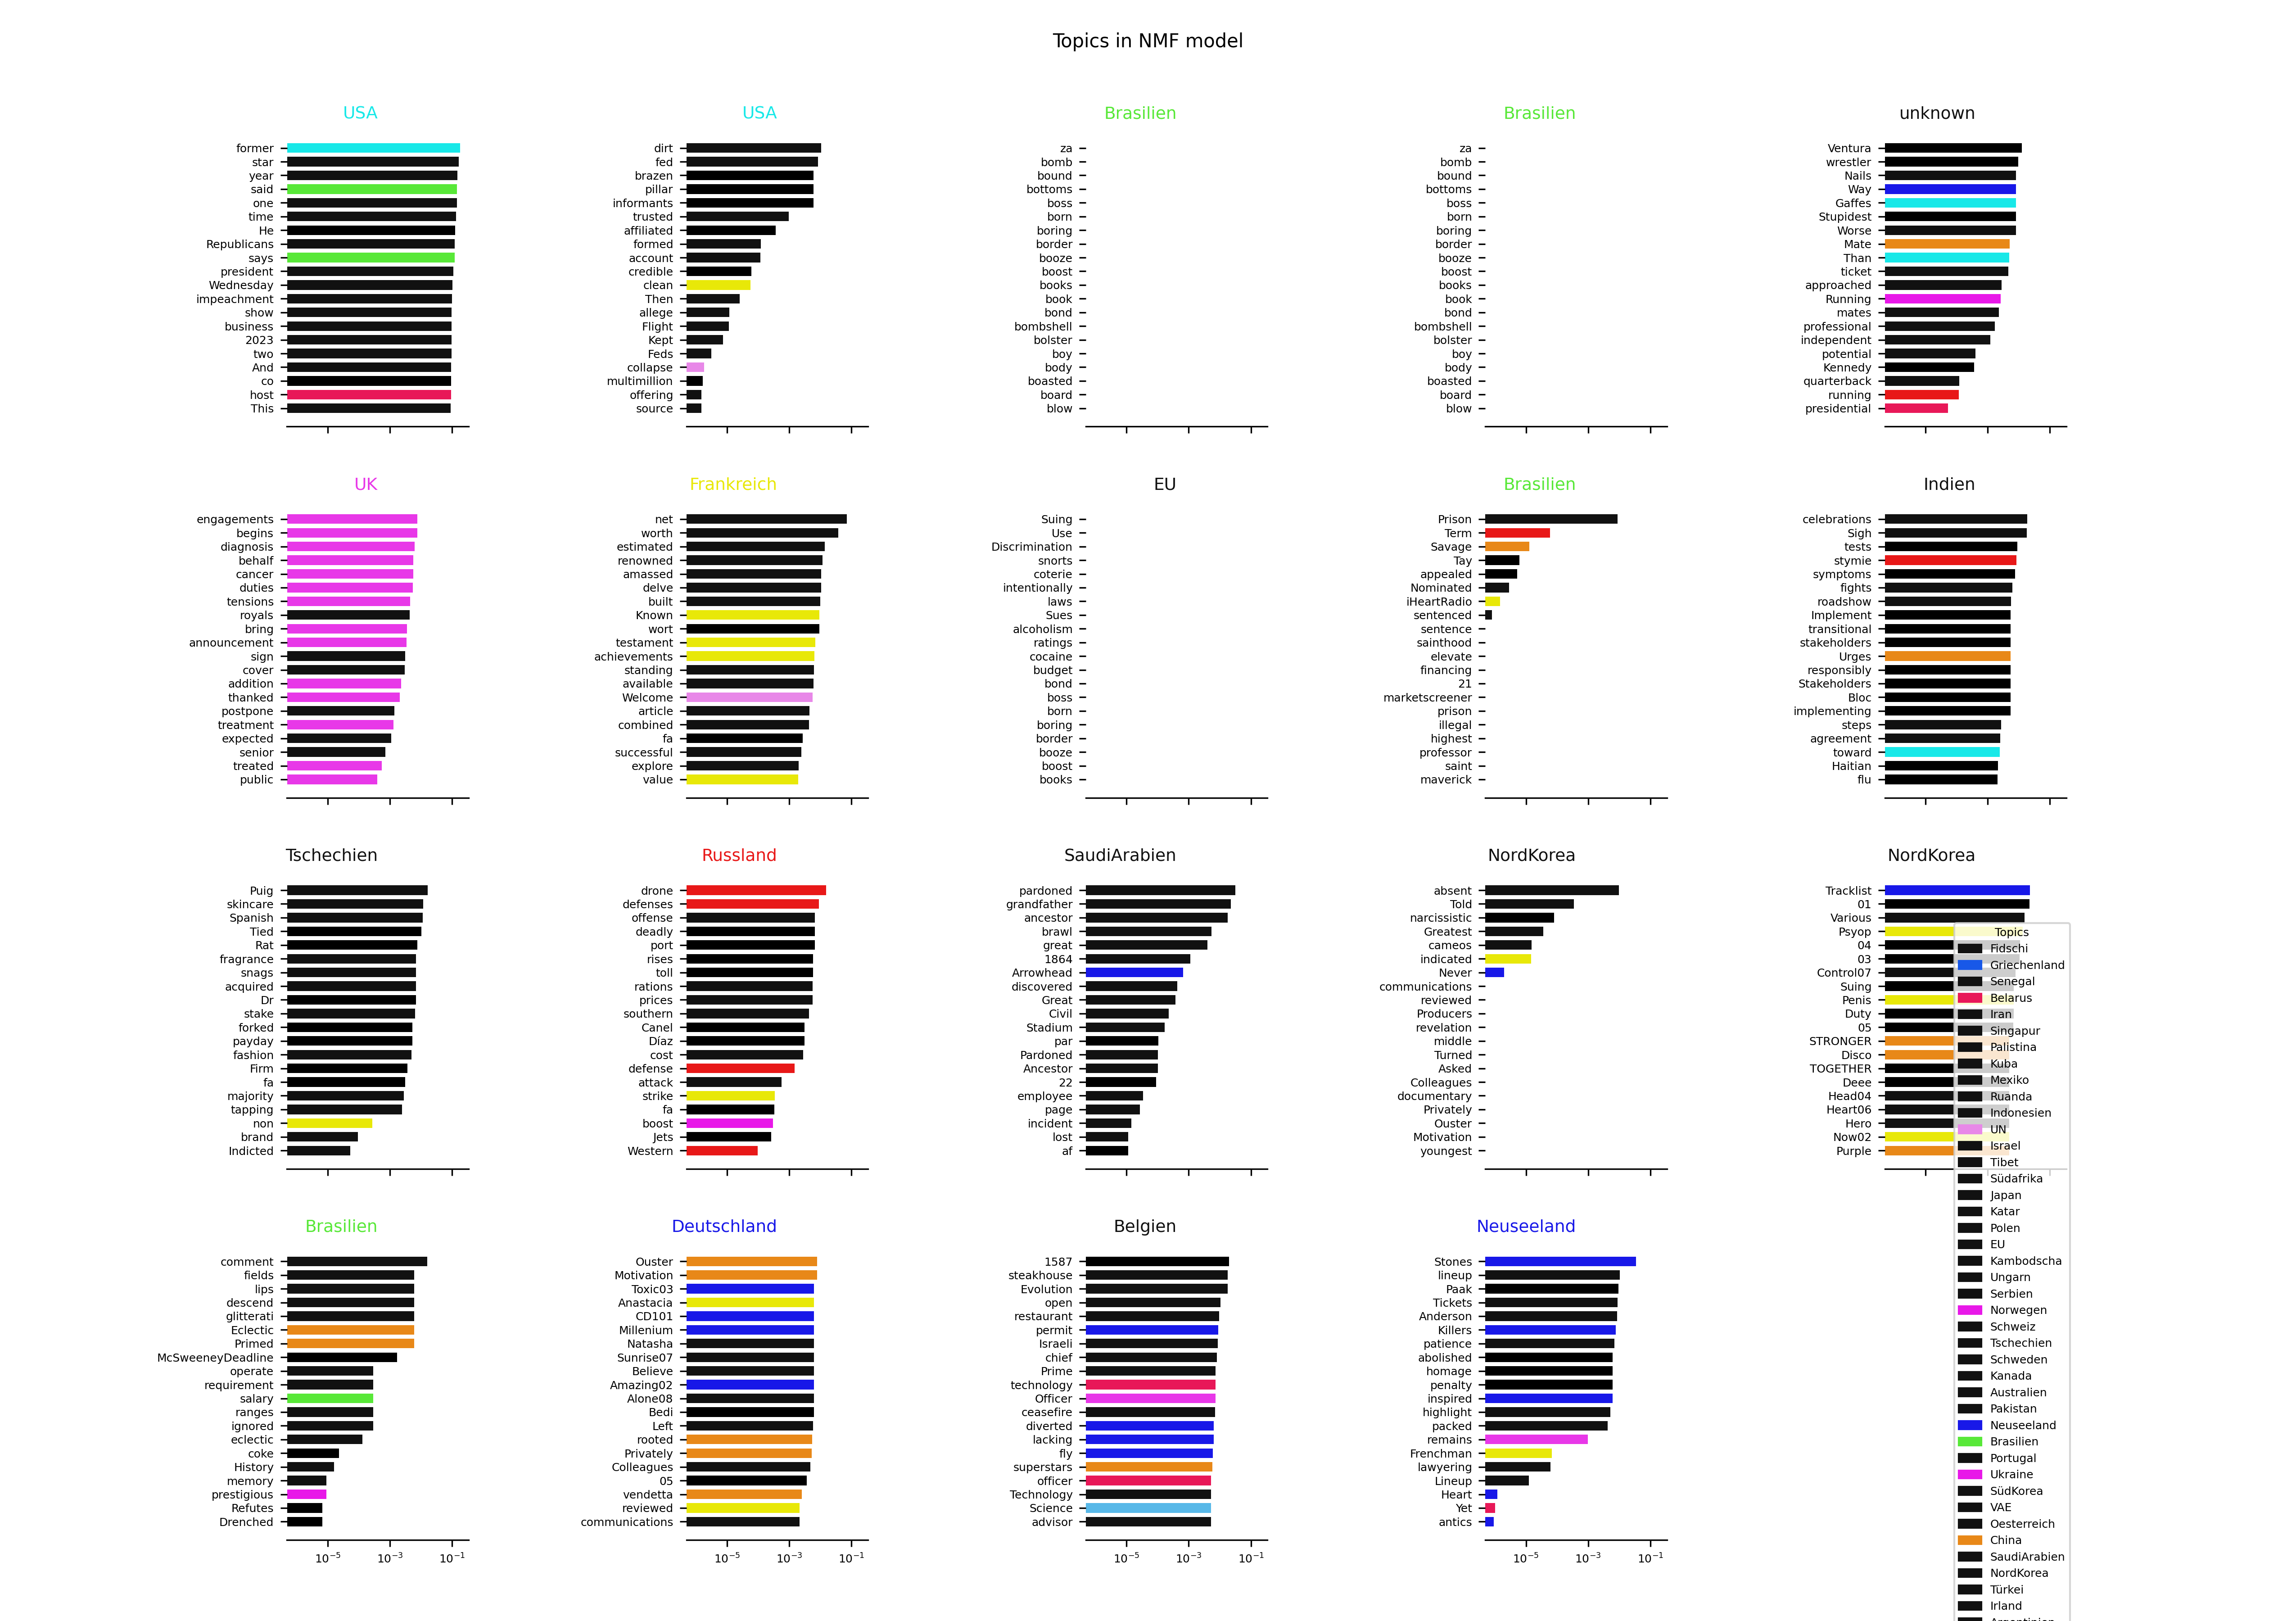 Topics in NMF model
USA
former
star
year
said
one
time
He
Republicans
says
president
Wednesday
impeachment
show
business
2023
two
And
co
host
This
USA
dirt
fed
brazen
pillar
informants
trusted
affiliated
formed
account
credible
clean
Then
allege
Flight
Kept
Feds
collapse
multimillion
offering
source
Brasilien
za
bomb
bound
bottoms
boss
born
boring
border
booze
boost
books
book
bond
bombshell
bolster
boy
body
boasted
board
blow
Brasilien
za
bomb
bound
bottoms
boss
born
boring
border
booze
boost
books
book
bond
bombshell
bolster
boy
body
boasted
board
blow
unknown
Ventura
wrestler
Nails
Way
Gaffes
Stupidest
Worse
Mate
Than
ticket
approached
Running
mates
professional
independent
potential
Kennedy
quarterback
running
presidential
UK
engagements
begins
diagnosis
behalf
cancer
duties
tensions
royals
bring
announcement
sign
cover
addition
thanked
postpone
treatment
expected
senior
treated
public
Frankreich
net
worth
estimated
renowned
amassed
delve
built
Known
wort
testament
achievements
standing
available
Welcome
article
combined
fa
successful
explore
value
EU
Suing
Use
Discrimination
snorts
coterie
intentionally
laws
Sues
alcoholism
ratings
cocaine
budget
bond
boss
born
boring
border
booze
boost
books
Brasilien
Prison
Term
Savage
Tay
appealed
Nominated
iHeartRadio
sentenced
sentence
sainthood
elevate
financing
21
marketscreener
prison
illegal
highest
professor
saint
maverick
Indien
celebrations
Sigh
tests
stymie
symptoms
fights
roadshow
Implement
transitional
stakeholders
Urges
responsibly
Stakeholders
Bloc
implementing
steps
agreement
toward
Haitian
flu
Tschechien
Puig
skincare
Spanish
Tied
Rat
fragrance
snags
acquired
Dr
stake
forked
payday
fashion
Firm
fa
majority
tapping
non
brand
Indicted
Russland
drone
defenses
offense
deadly
port
rises
toll
rations
prices
southern
Canel
Díaz
cost
defense
attack
strike
fa
boost
Jets
Western
SaudiArabien
pardoned
grandfather
ancestor
brawl
great
1864
Arrowhead
discovered
Great
Civil
Stadium
par
Pardoned
Ancestor
22
employee
page
incident
lost
af
NordKorea
absent
Told
narcissistic
Greatest
cameos
indicated
Never
communications
reviewed
Producers
revelation
middle
Turned
Asked
Colleagues
documentary
Privately
Ouster
Motivation
youngest
NordKorea
Tracklist
01
Various
Psyop
04
03
Control07
Suing
Penis
Duty
05
STRONGER
Disco
TOGETHER
Deee
Head04
Heart06
Hero
Now02
Purple
Brasilien
comment
fields
lips
descend
glitterati
Eclectic
Primed
McSweeneyDeadline
operate
requirement
salary
ranges
ignored
eclectic
coke
History
memory
prestigious
Refutes
Drenched
10⁻⁵ 10⁻³ 10⁻¹
Deutschland
Ouster
Motivation
Toxic03
Anastacia
CD101
Millenium
Natasha
Sunrise07
Believe
Amazing02
Alone08
Bedi
Left
rooted
Privately
Colleagues
05
vendetta
reviewed
communications
10⁻⁵ 10⁻³ 10⁻¹
Belgien
1587
steakhouse
Evolution
open
restaurant
permit
Israeli
chief
Prime
technology
Officer
ceasefire
diverted
lacking
fly
superstars
officer
Technology
Science
advisor
10⁻⁵ 10⁻³ 10⁻¹
Neuseeland
Stones
lineup
Paak
Tickets
Anderson
Killers
patience
abolished
homage
penalty
inspired
highlight
packed
remains
Frenchman
lawyering
Lineup
Heart
Yet
antics
10⁻⁵ 10⁻³ 10⁻¹
Topics
Fidschi
Griechenland
Senegal
Belarus
Iran
Singapur
Palistina
Kuba
Mexiko
Ruanda
Indonesien
UN
Israel
Tibet
Südafrika
Japan
Katar
Polen
EU
Kambodscha
Ungarn
Serbien
Norwegen
Schweiz
Tschechien
Schweden
Kanada
Australien
Pakistan
Neuseeland
Brasilien
Portugal
Ukraine
SüdKorea
VAE
Oesterreich
China
SaudiArabien
NordKorea
Türkei
Irland